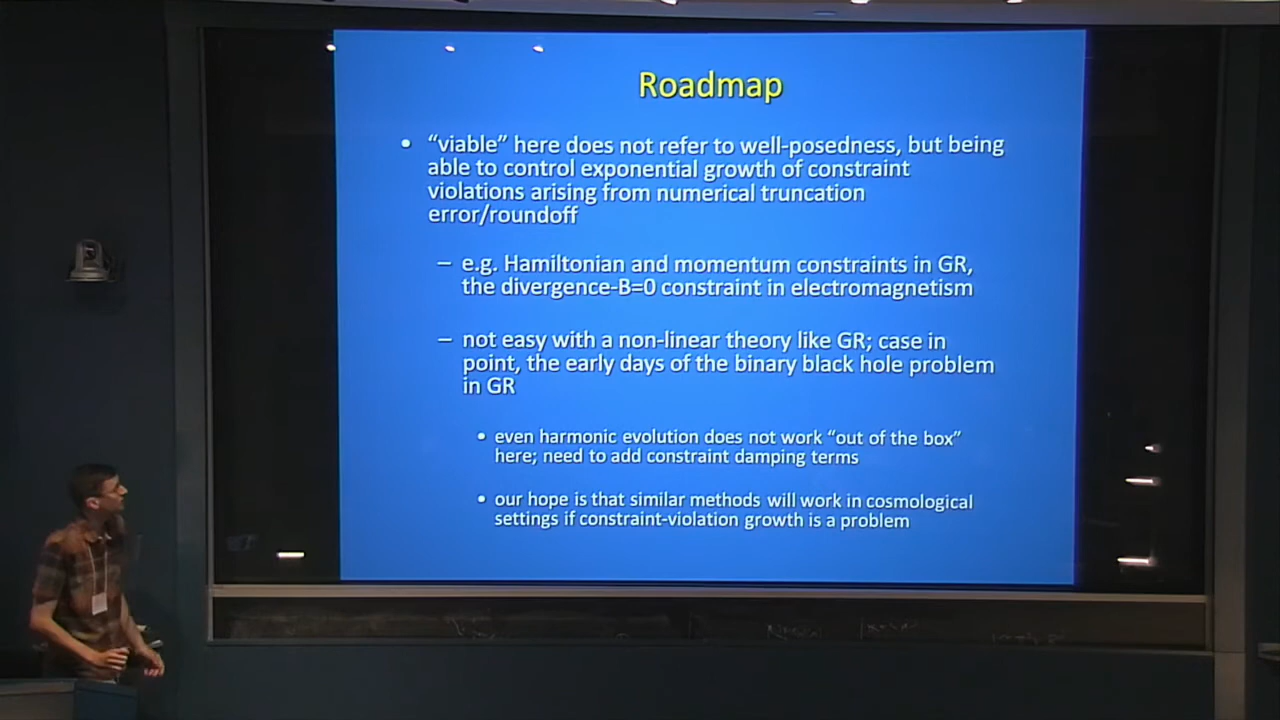 Roadmap
• “viable” here does not refer to well-posedness, but being
able to control exponential growth of constraint
violations arising from numerical truncation
error/roundoff
– e.g. Hamiltonian and momentum constraints in GR,
the divergence-B=0 constraint in electromagnetism
– not easy with a non-linear theory like GR; case in
point, the early days of the binary black hole problem
in GR
• even harmonic evolution does not work “out of the box”
here; need to add constraint damping terms
• our hope is that similar methods will work in cosmological
settings if constraint-violation growth is a problem